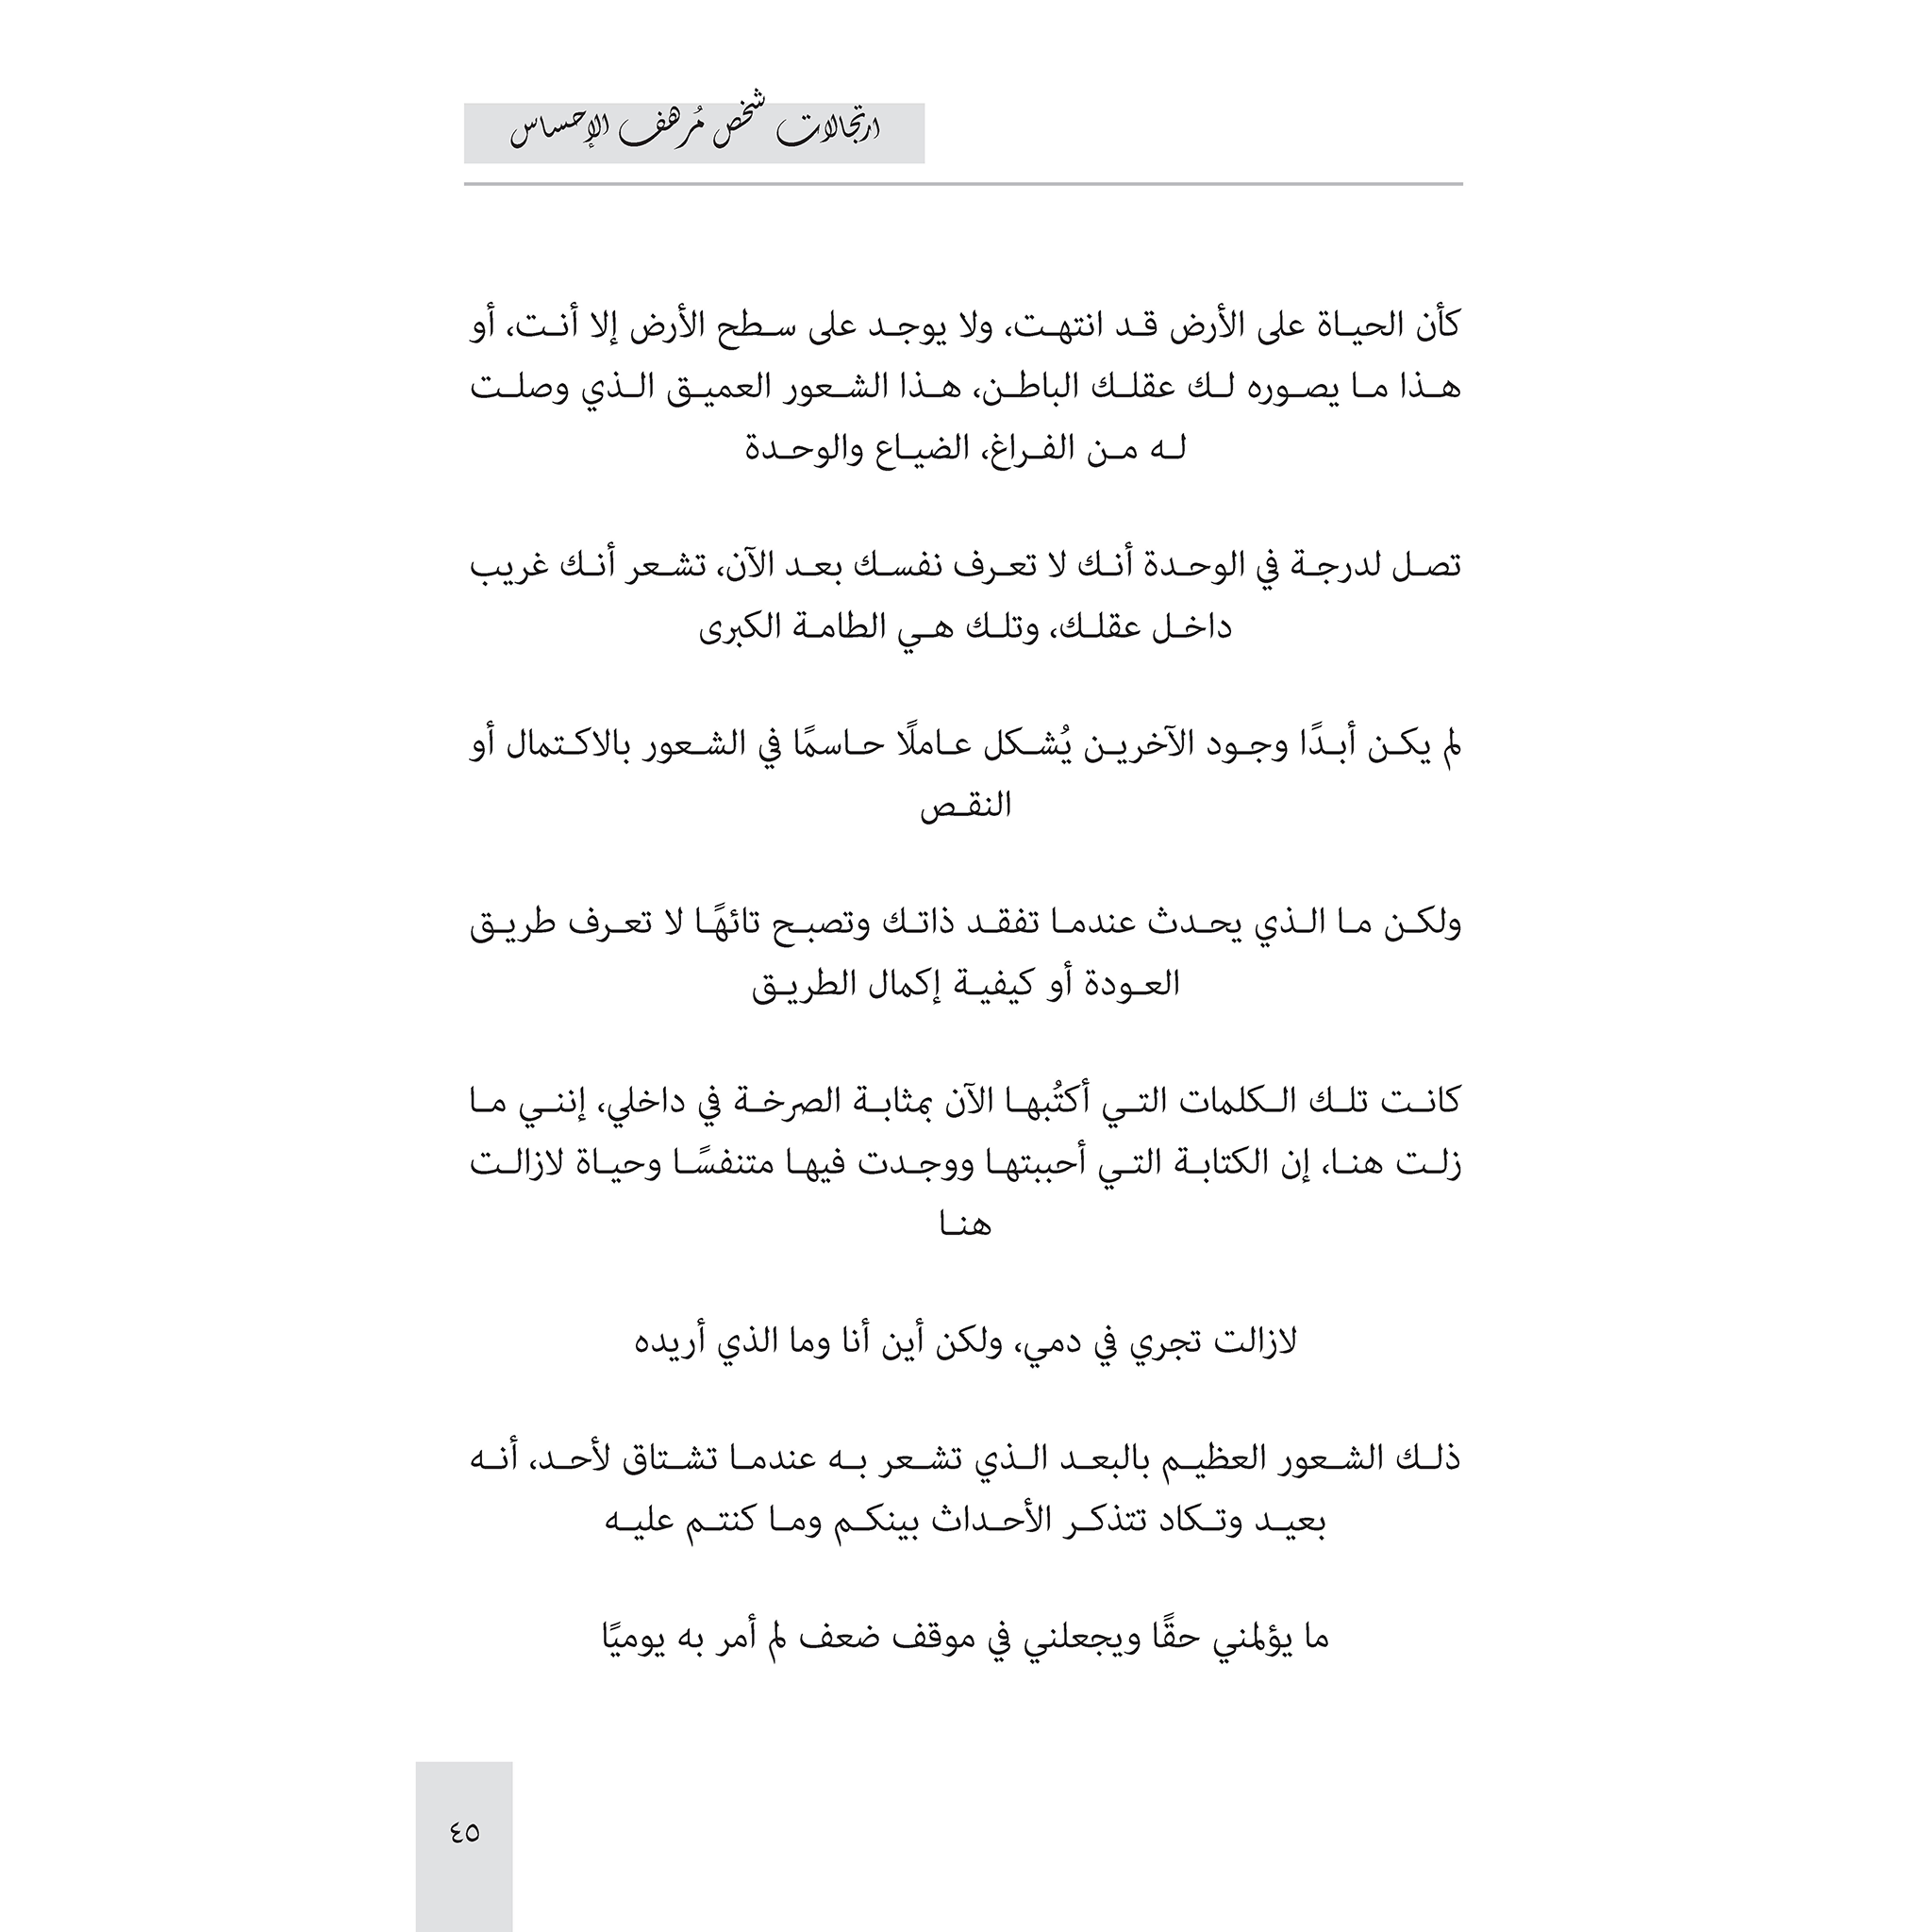 ارتجالات شخص مُرهف الإحساس
كأن الحياة على الأرض قد انتهت، ولا يوجد على سطح الأرض إلا أنت، أو
هذا ما يصوره لك عقلك الباطن، هذا الشعور العميق الذي وصلت
له من الفراغ، الضياع والوحدة
تصل لدرجة في الوحدة أنك لا تعرف نفسك بعد الآن، تشعر أنك غريب
داخل عقلك، وتلك هي الطامة الكبرى
لم يكن أبدًا وجود الآخرين يُشكل عاملًا حاسمًا في الشعور بالاكتمال أو
النقص
ولكن ما الذي يحدث عندما تفقد ذاتك وتصبح تائهًا لا تعرف طريق
العودة أو كيفية إكمال الطريق
كانت تلك الكلمات التي أكتُبها الآن بمثابة الصرخة في داخلي، إنني ما
زلت هنا، إن الكتابة التي أحببتها ووجدت فيها متنفسًا وحياة لازالت
هنا
لازالت تجري في دمي، ولكن أين أنا وما الذي أريده
ذلك الشعور العظيم بالبعد الذي تشعر به عندما تشتاق لأحد، أنه
بعيد وتكاد تتذكر الأحداث بينكم وما كنتم عليه
ما يؤلمني حقًا ويجعلني في موقف ضعف لم أمر به يوميًا
٤٥